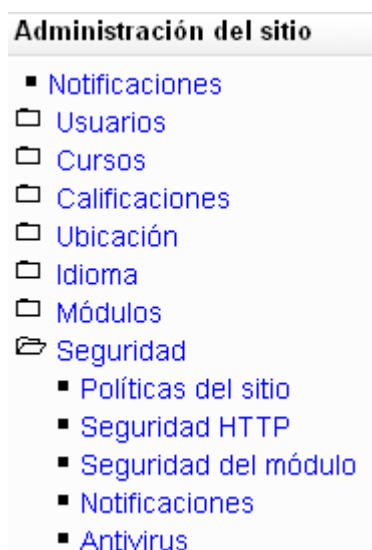 Administración del sitio
Notificaciones
Usuarios
Cursos
Calificaciones
Ubicación
Idioma
Módulos
Seguridad
Políticas del sitio
Seguridad HTTP
Seguridad del módulo
Notificaciones
Antivirus